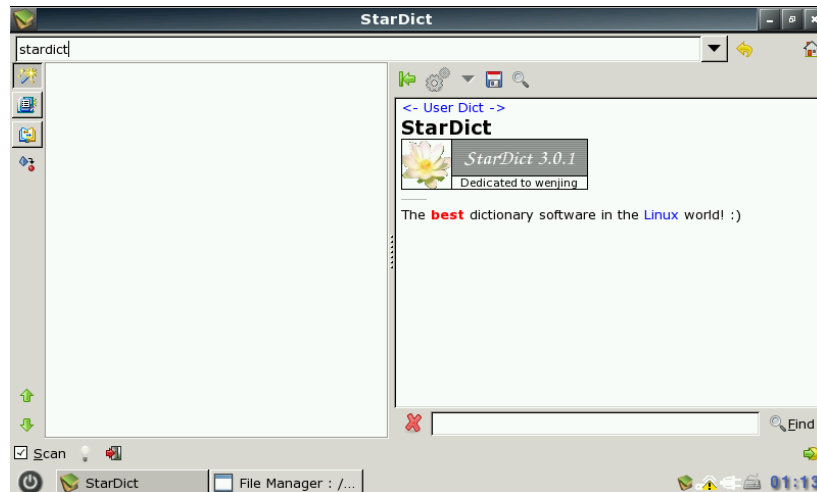 StarDict
stardict
<- User Dict ->
StarDict
StarDict 3.0.1
Dedicated to wenjing
The best dictionary software in the Linux world! :)
Find
Scan
StarDict
File Manager : /...
01:13